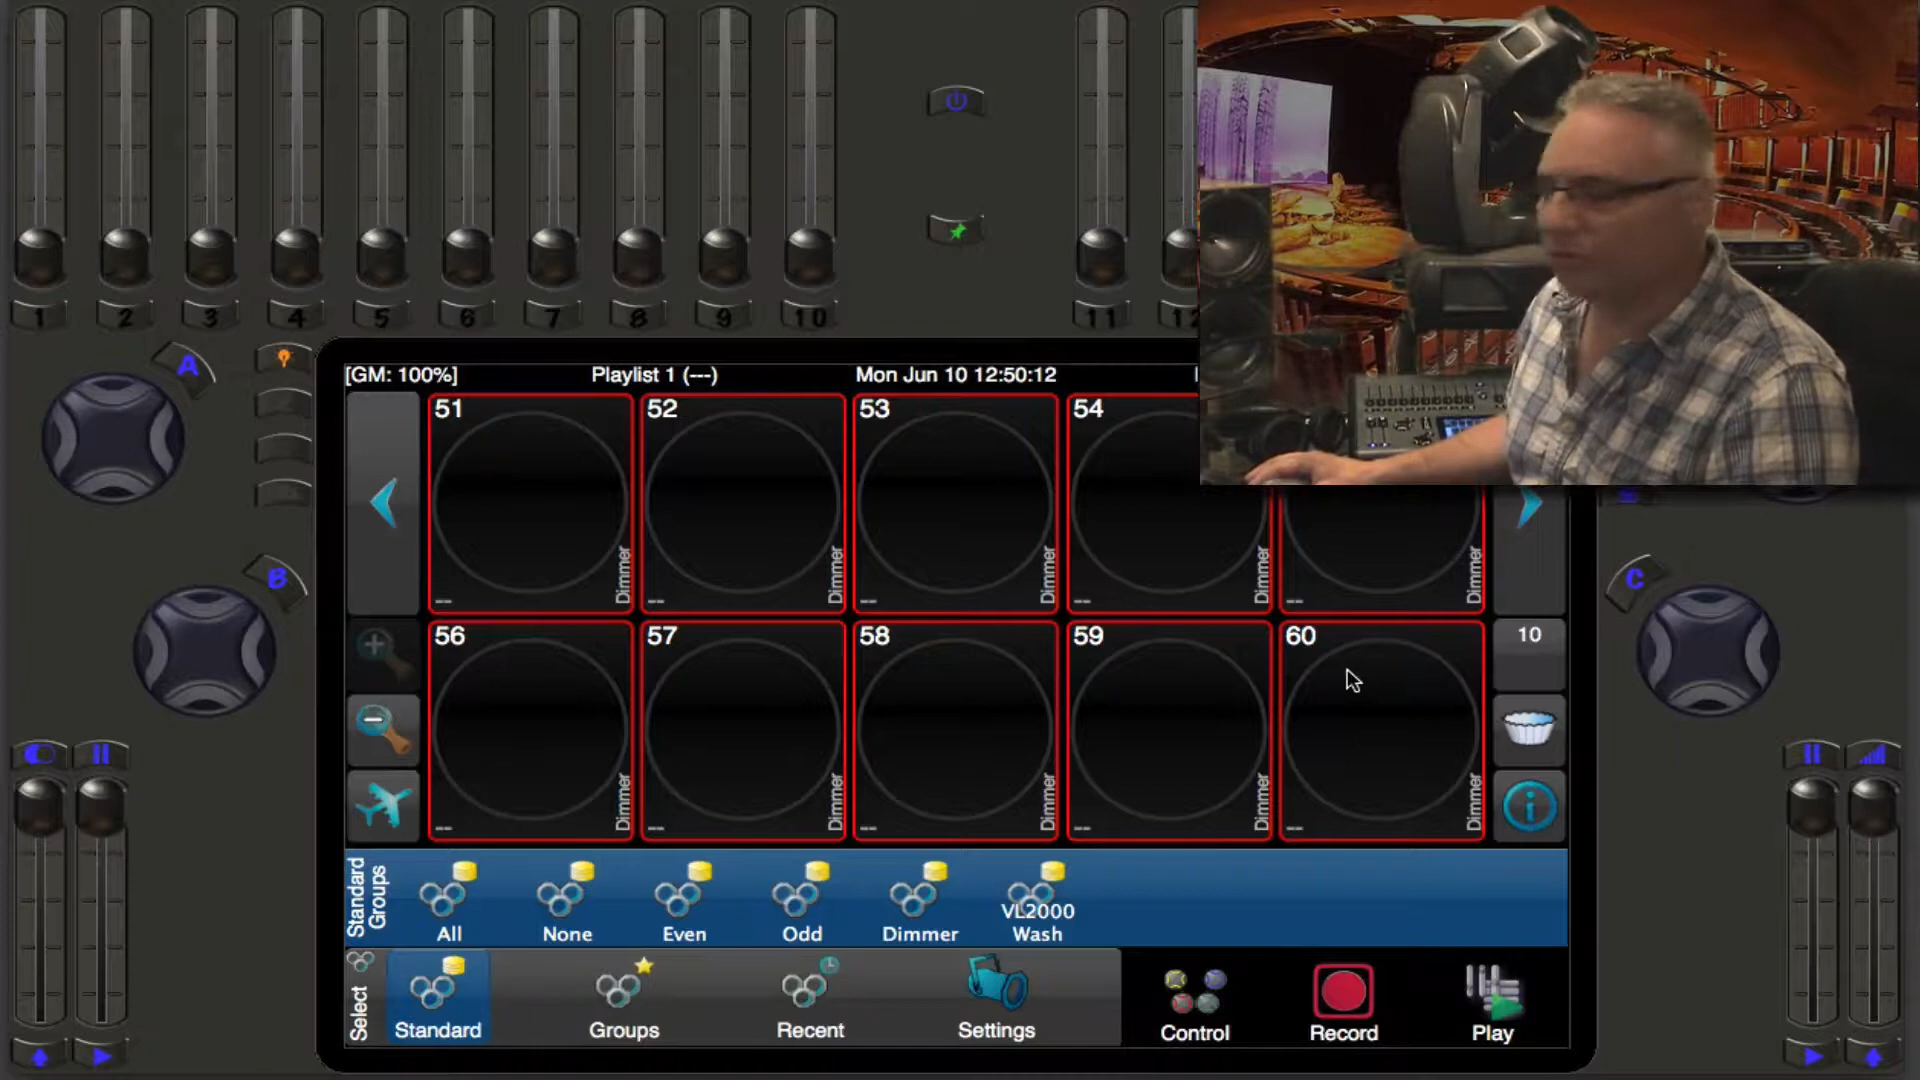 1 2 3 4 5 6 7 8 9 10 11 12
A
[GM: 100%] Playlist 1 (---) Mon Jun 10 12:50:12
51 52 53 54
Dimmer Dimmer Dimmer Dimmer Dimmer
-- -- -- -- --
B
C
56 57 58 59 60
10
Dimmer Dimmer Dimmer Dimmer Dimmer
-- -- -- -- --
Standard
Groups
All None Even Odd Dimmer VL2000
Wash
Select
Standard Groups Recent Settings Control Record Play